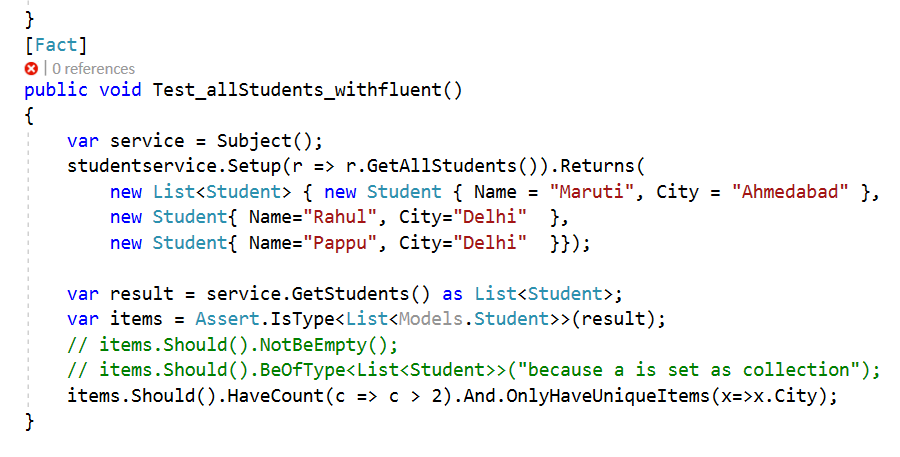 }
[Fact]
| 0 references
public void Test_allStudents_withfluent()
{
var service = Subject();
studentservice.Setup(r => r.GetAllStudents()).Returns(
new List<Student> { new Student { Name = "Maruti", City = "Ahmedabad" },
new Student{ Name="Rahul", City="Delhi"  },
new Student{ Name="Pappu", City="Delhi"  }});
var result = service.GetStudents() as List<Student>;
var items = Assert.IsType<List<Models.Student>>(result);
// items.Should().NotBeEmpty();
// items.Should().BeOfType<List<Student>>("because a is set as collection");
items.Should().HaveCount(c => c > 2).And.OnlyHaveUniqueItems(x=>x.City);
}